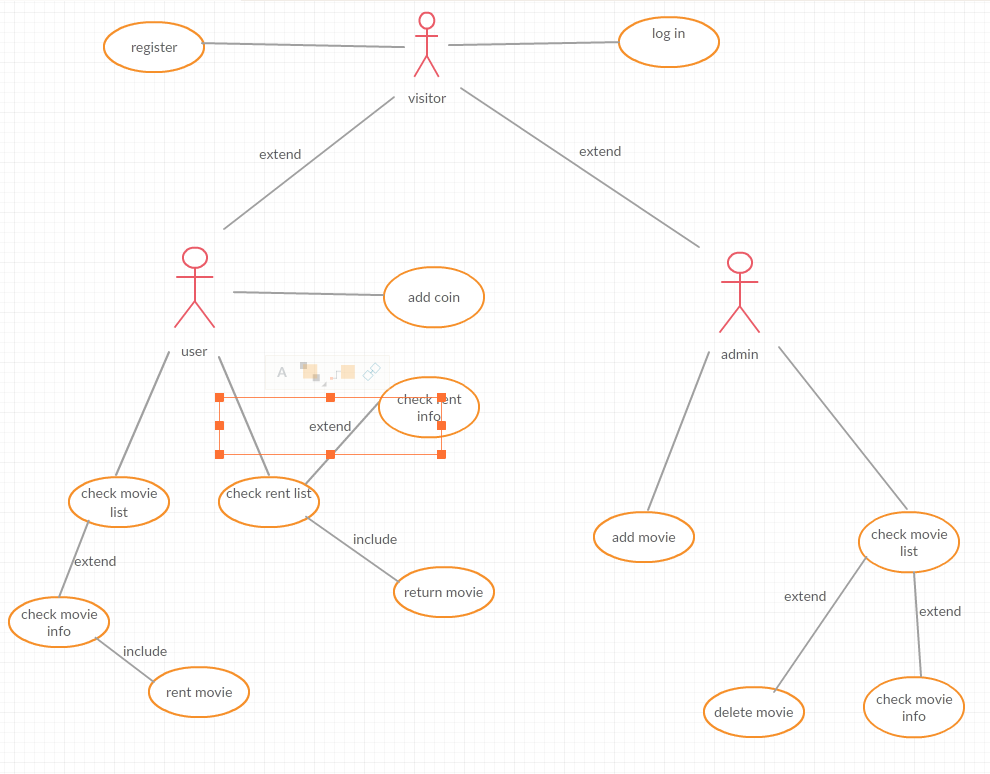 register
log in
visitor
extend
extend
add coin
user
admin
A
check rent
info
extend
check movie
list
check rent list
include
add movie
check movie
list
extend
return movie
extend
extend
check movie
info
include
rent movie
delete movie
check movie
info